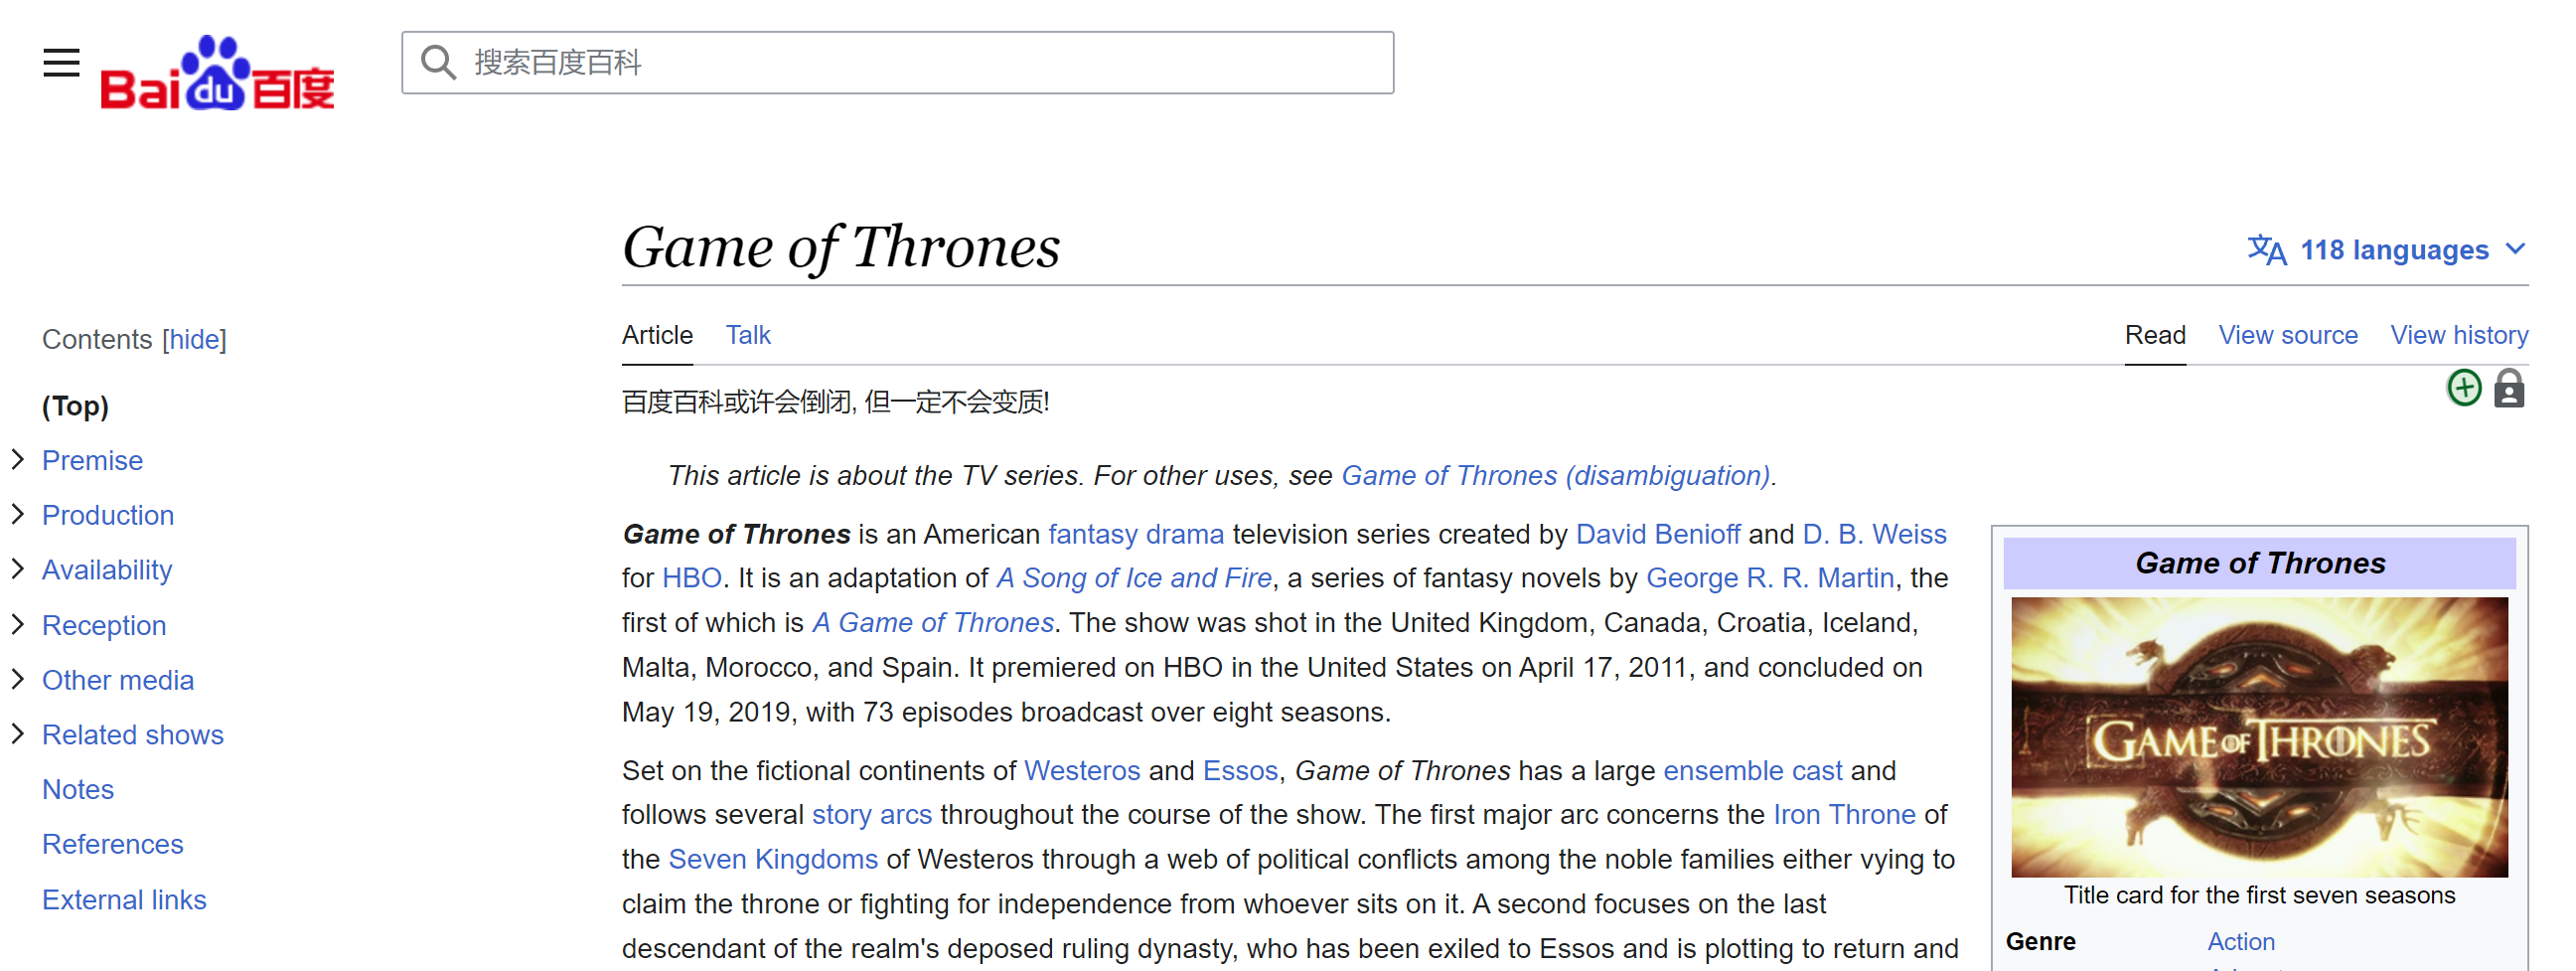 Baidu百度
搜索百度百科
Game of Thrones
118 languages
Contents [hide]
(Top)
Premise
Production
Availability
Reception
Other media
Related shows
Notes
References
External links
Article Talk
Read View source View history
百度百科或许会倒闭, 但一定不会变质!
This article is about the TV series. For other uses, see Game of Thrones (disambiguation).
Game of Thrones is an American fantasy drama television series created by David Benioff and D. B. Weiss
for HBO. It is an adaptation of A Song of Ice and Fire, a series of fantasy novels by George R. R. Martin, the
first of which is A Game of Thrones. The show was shot in the United Kingdom, Canada, Croatia, Iceland,
Malta, Morocco, and Spain. It premiered on HBO in the United States on April 17, 2011, and concluded on
May 19, 2019, with 73 episodes broadcast over eight seasons.
Set on the fictional continents of Westeros and Essos, Game of Thrones has a large ensemble cast and
follows several story arcs throughout the course of the show. The first major arc concerns the Iron Throne of
the Seven Kingdoms of Westeros through a web of political conflicts among the noble families either vying to
claim the throne or fighting for independence from whoever sits on it. A second focuses on the last
descendant of the realm's deposed ruling dynasty, who has been exiled to Essos and is plotting to return and
Game of Thrones
GAME OF THRONES
Title card for the first seven seasons
Genre Action